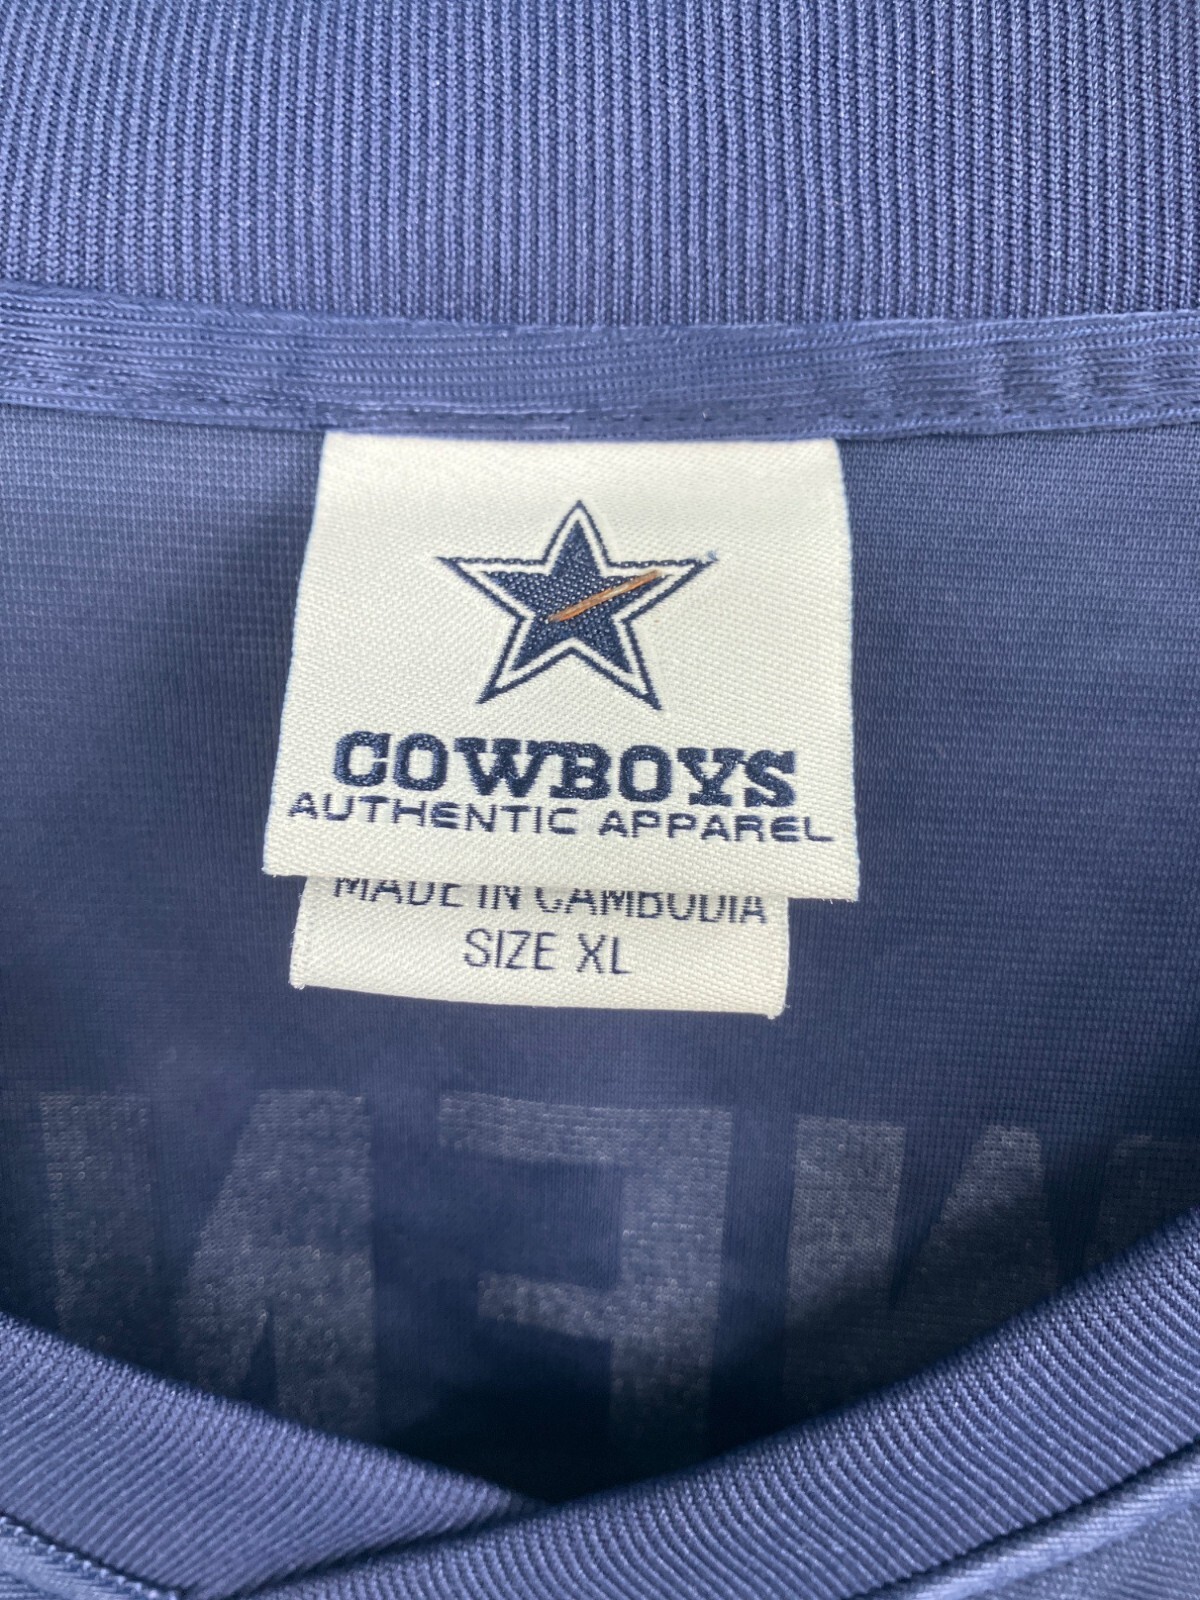 COWBOYS
AUTHENTIC APPAREL
MADE IN CAMBODIA
SIZE XL